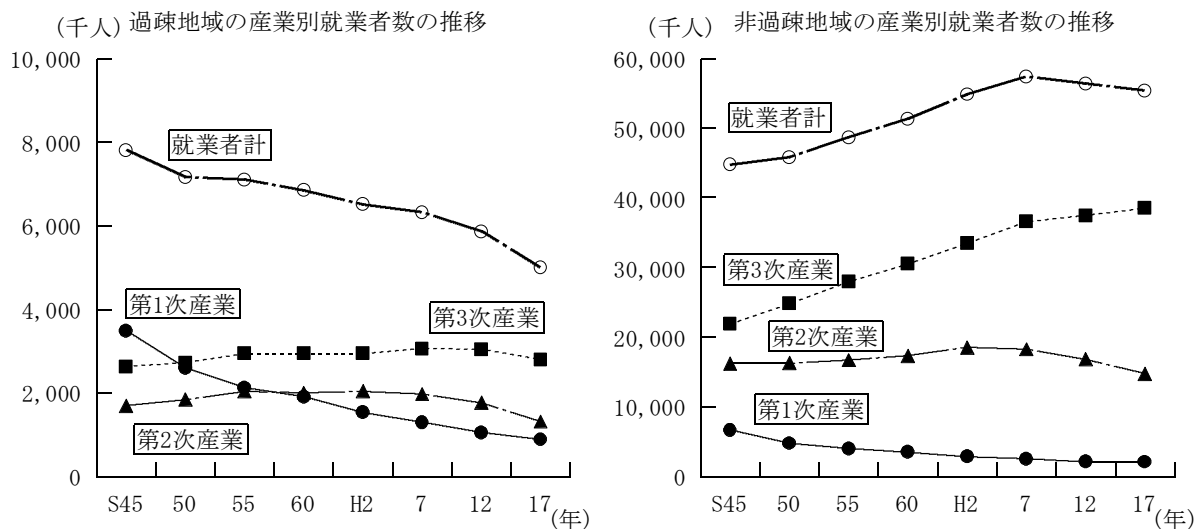 過疎地域の産業別就業者数の推移
(千人)
10,000
8,000
6,000
4,000
2,000
0
就業者計
第1次産業
第3次産業
第2次産業
S45 50 55 60 H2 7 12 17
(年)
非過疎地域の産業別就業者数の推移
(千人)
60,000
50,000
40,000
30,000
20,000
10,000
0
就業者計
第3次産業
第2次産業
第1次産業
S45 50 55 60 H2 7 12 17
(年)